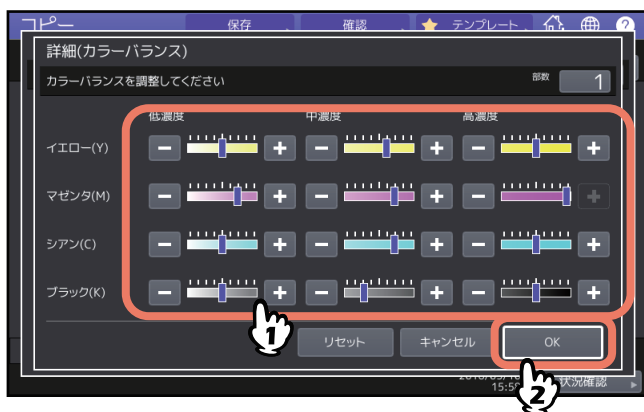 コピー 保存 確認 テンプレート ?
詳細(カラーバランス)
カラーバランスを調整してください 部数 1
低濃度 中濃度 高濃度
イエロー(Y)
マゼンタ(M)
シアン(C)
ブラック(K)
1
リセット キャンセル OK
状況確認
15:5
2